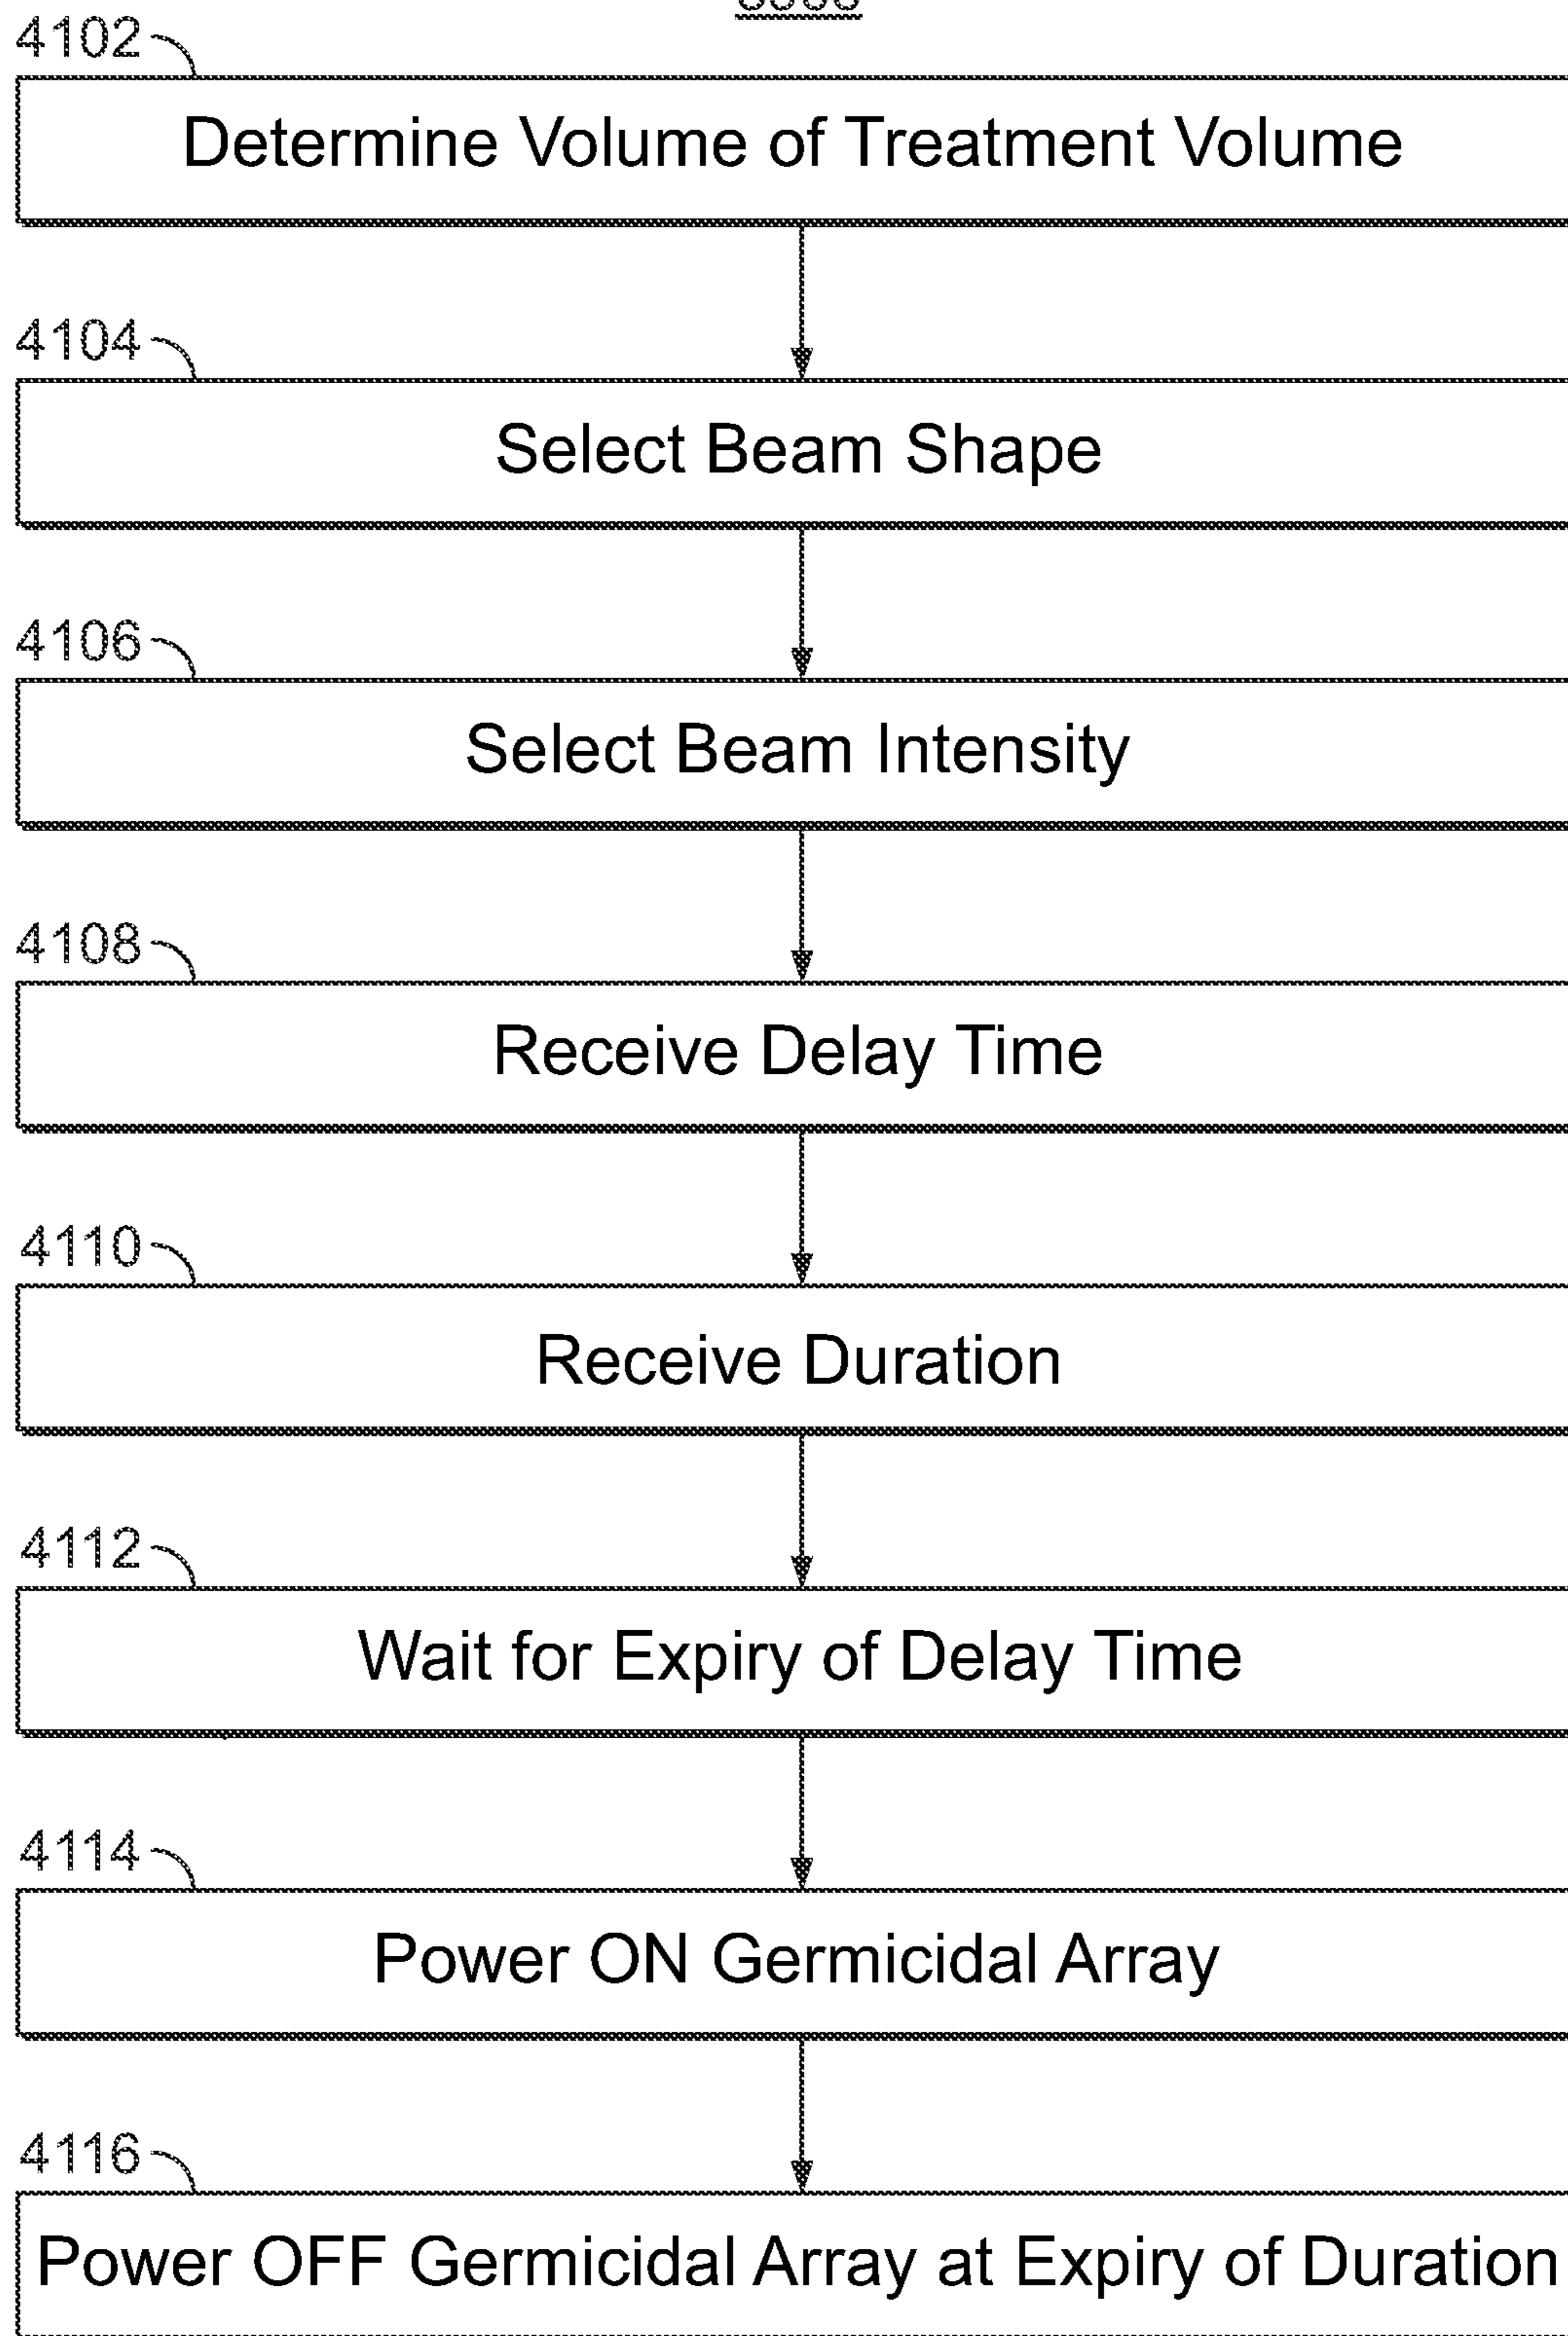 4102
Determine Volume of Treatment Volume
4104
Select Beam Shape
4106
Select Beam Intensity
4108
Receive Delay Time
4110
Receive Duration
4112
Wait for Expiry of Delay Time
4114
Power ON Germicidal Array
4116
Power OFF Germicidal Array at Expiry of Duration